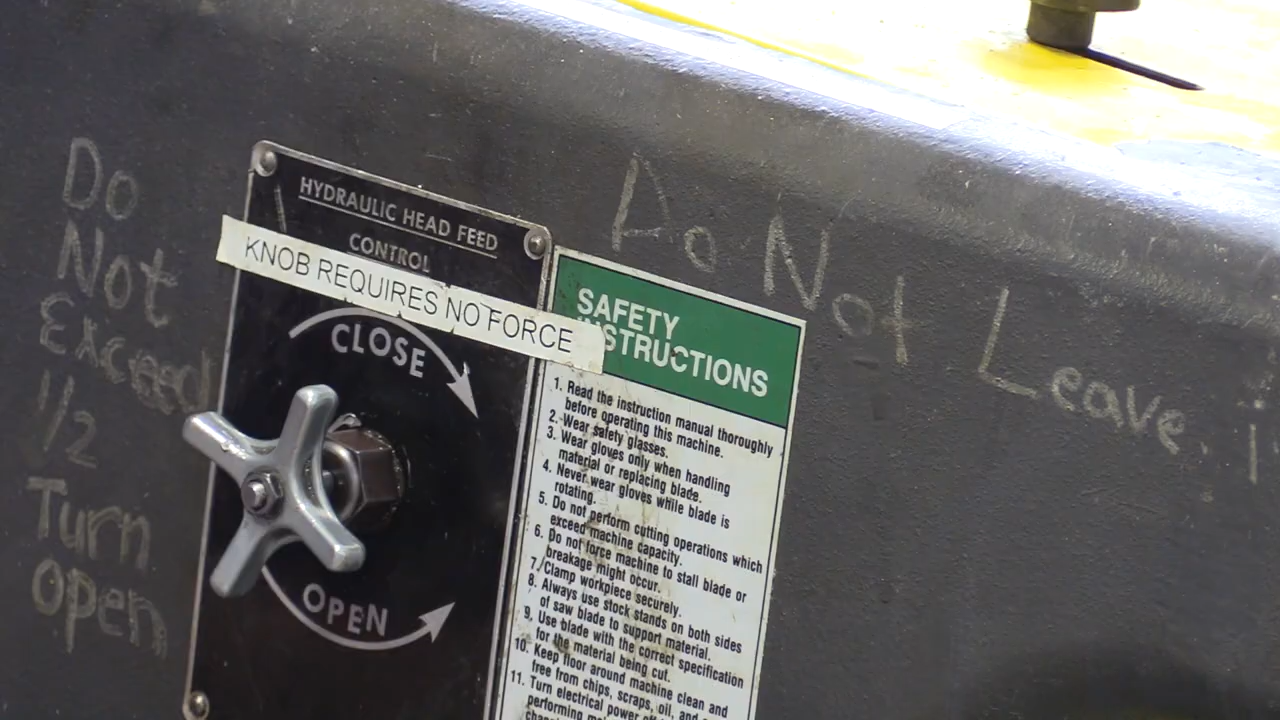 Do
Not
Exceed
1/2
Turn
Open
HYDRAULIC HEAD FEED
CONTROL
KNOB REQUIRES NO FORCE
CLOSE
OPEN
SAFETY
INSTRUCTIONS
1. Read the instruction manual thoroughly
before operating this machine.
2. Wear safety glasses.
3. Wear gloves only when handling
material or replacing blade.
4. Never wear gloves while blade is
rotating.
5. Do not perform cutting operations which
exceed machine capacity.
6. Do not force machine to stall blade or
breakage might occur.
7. Clamp workpiece securely.
8. Always use stock stands on both sides
of saw blade to support material.
9. Use blade with the correct specification
for the material being cut.
10. Keep floor around machine clean and
free from chips, scraps, oil, and
11. Turn electrical power
performing
Do Not Leave